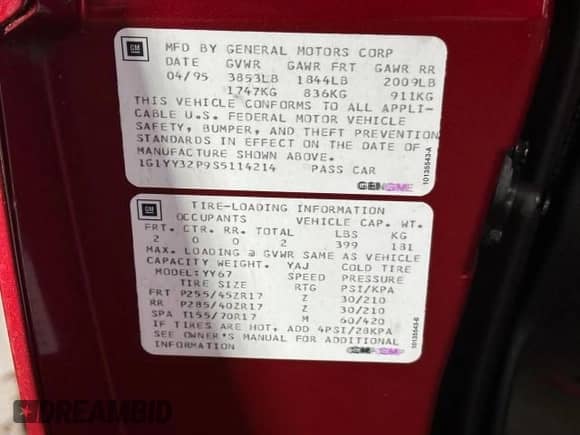 GM
MFD BY GENERAL MOTORS CORP
DATE GVWR GAWR FRT GAWR RR
04/95 3853LB 1844LB 2009LB
1747KG 836KG 911KG
THIS VEHICLE CONFORMS TO ALL APPLI-
CABLE U.S. FEDERAL MOTOR VEHICLE
SAFETY, BUMPER, AND THEFT PREVENTION
STANDARDS IN EFFECT ON THE DATE OF
MANUFACTURE SHOWN ABOVE.
1G1YY32P9S5114214 PASS CAR
10135543-A
GM
TIRE-LOADING INFORMATION
OCCUPANTS VEHICLE CAP. WT.
FRT. CTR. RR. TOTAL LBS KG
2 0 0 2 399 181
MAX. LOADING @ GVWR SAME AS VEHICLE
CAPACITY WEIGHT. YAJ COLD TIRE
MODEL:YY67 SPEED PRESSURE
TIRE SIZE RTG PSI/KPA
FRT P255/45ZR17 Z 30/210
RR P285/40ZR17 Z 30/210
SPA T155/70R17 M 60/420
IF TIRES ARE HOT, ADD 4PSI/28KPA
SEE OWNER'S MANUAL FOR ADDITIONAL
INFORMATION
10135543-B
DREAMBID